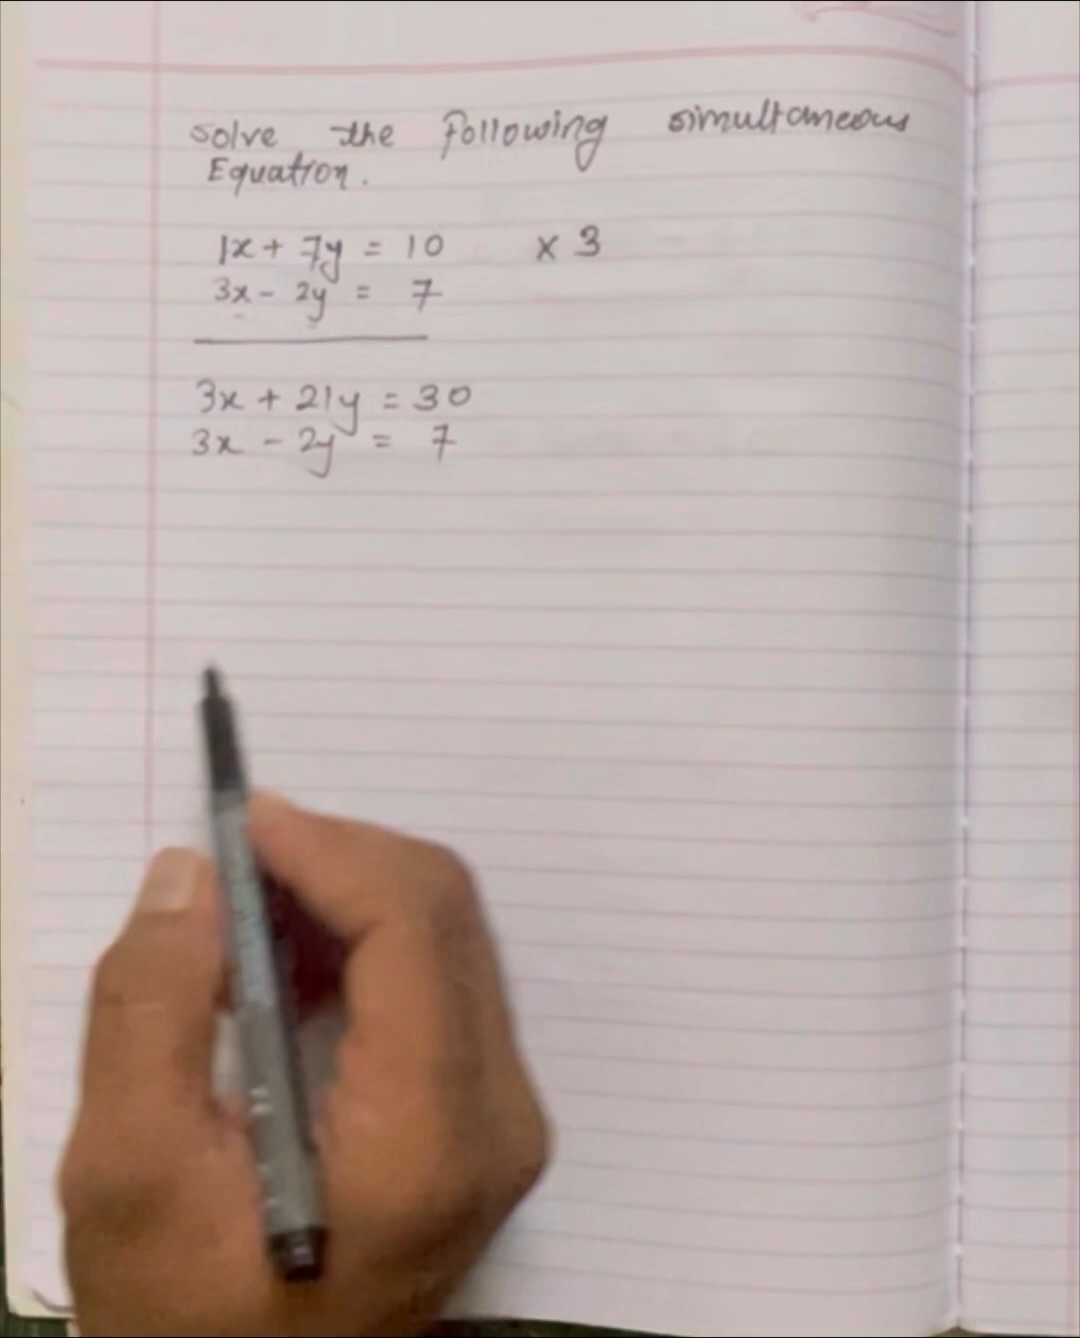 solve the following simultaneous
Equation.
1x + 7y = 10 × 3
3x - 2y = 7
3x + 21y = 30
3x - 2y = 7